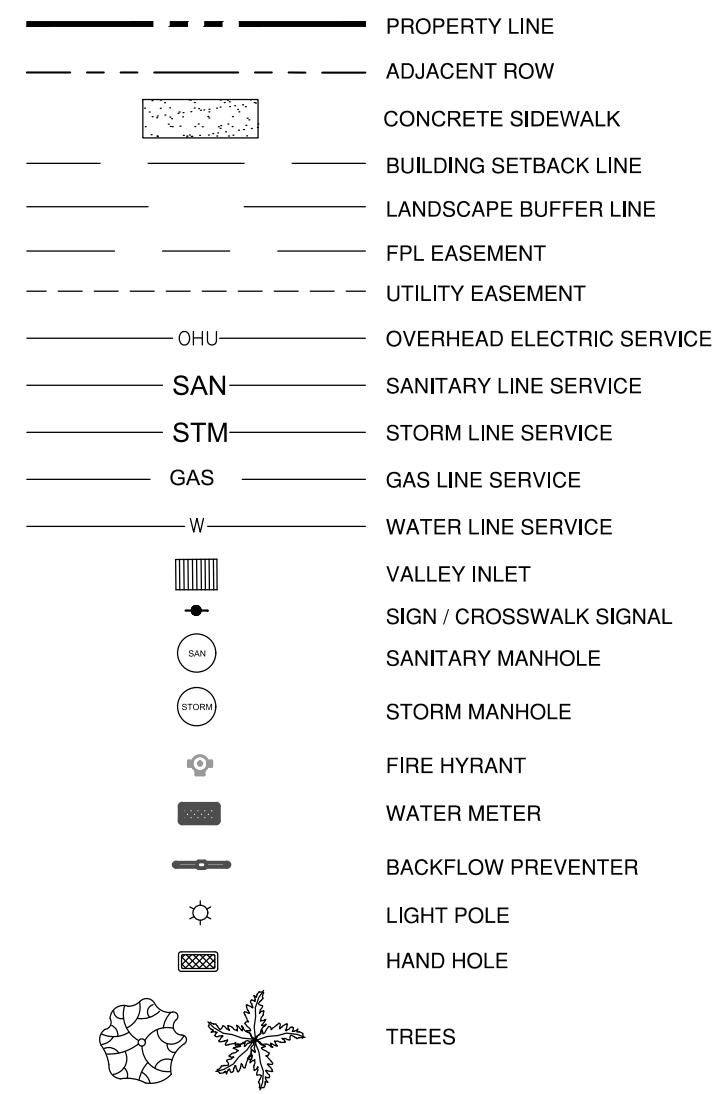 PROPERTY LINE
ADJACENT ROW
CONCRETE SIDEWALK
BUILDING SETBACK LINE
LANDSCAPE BUFFER LINE
FPL EASEMENT
UTILITY EASEMENT
OHU OVERHEAD ELECTRIC SERVICE
SAN SANITARY LINE SERVICE
STM STORM LINE SERVICE
GAS GAS LINE SERVICE
W WATER LINE SERVICE
VALLEY INLET
SIGN / CROSSWALK SIGNAL
SAN SANITARY MANHOLE
STORM STORM MANHOLE
FIRE HYRANT
WATER METER
BACKFLOW PREVENTER
LIGHT POLE
HAND HOLE
TREES